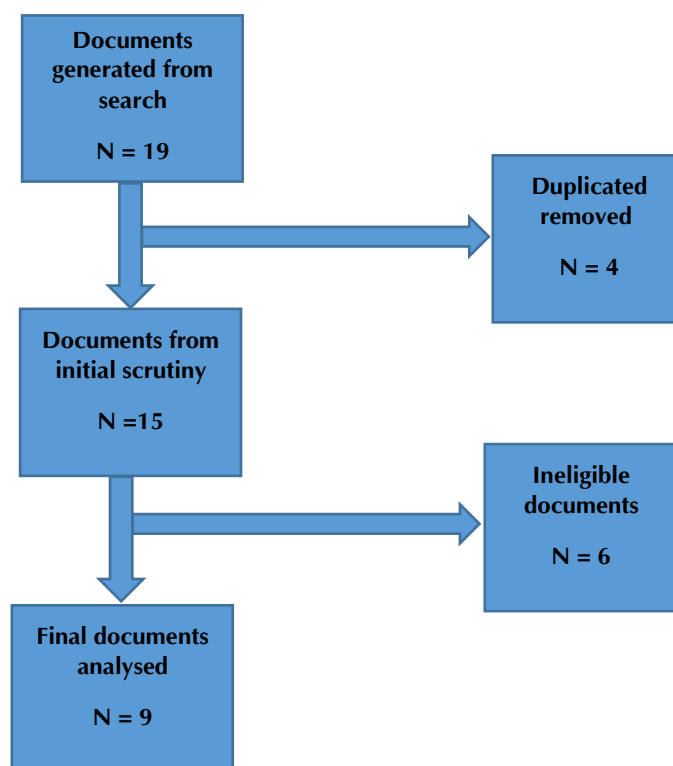 Documents
generated from
search
N = 19
Duplicated
removed
N = 4
Documents from
initial scrutiny
N =15
Ineligible
documents
N = 6
Final documents
analysed
N = 9